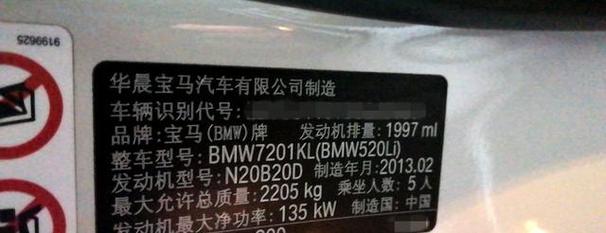 9199625
华晨宝马汽车有限公司制造
车辆识别代号:
品牌:宝马(BMW)牌 发动机排量:1997 ml
整车型号:BMW7201KL(BMW520Li)
发动机型号:N20B20D 制造年月:2013.02
最大允许总质量:2205 kg 乘坐人数:5人
发动机最大净功率:135 kW 制造国:中国